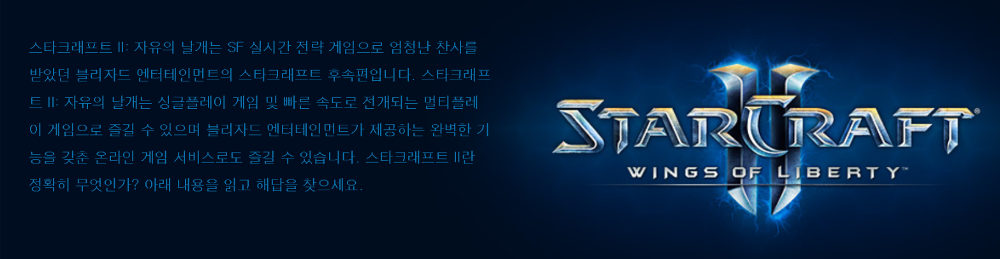 스타크래프트 II: 자유의 날개는 SF 실시간 전략 게임으로 엄청난 찬사를
받았던 블리자드 엔터테인먼트의 스타크래프트 후속편입니다. 스타크래프
트 II: 자유의 날개는 싱글플레이 게임 및 빠른 속도로 전개되는 멀티플레
이 게임으로 즐길 수 있으며 블리자드 엔터테인먼트가 제공하는 완벽한 기
능을 갖춘 온라인 게임 서비스로도 즐길 수 있습니다. 스타크래프트 II란
정확히 무엇인가? 아래 내용을 읽고 해답을 찾으세요.
II
STARCRAFT®
WINGS OF LIBERTY™